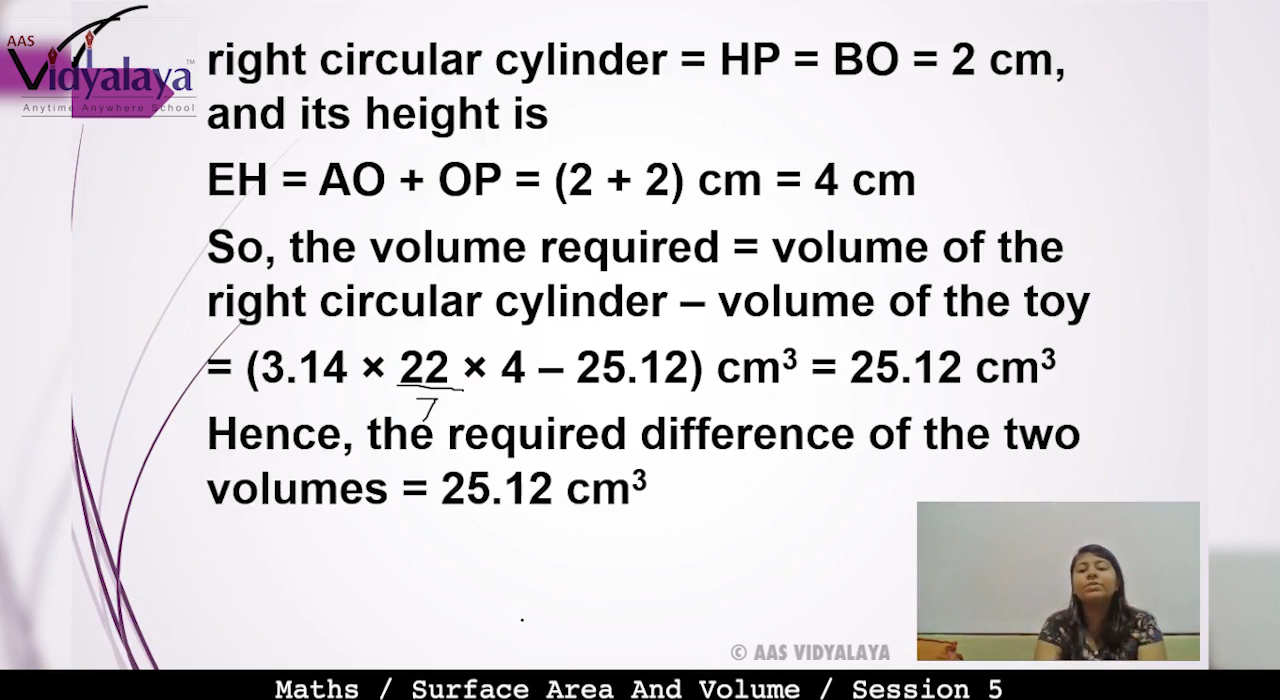 AAS
Vidyalaya™
Anytime Anywhere School
right circular cylinder = HP = BO = 2 cm,
and its height is
EH = AO + OP = (2 + 2) cm = 4 cm
So, the volume required = volume of the
right circular cylinder – volume of the toy
= (3.14 × 22 × 4 – 25.12) cm³ = 25.12 cm³
7
Hence, the required difference of the two
volumes = 25.12 cm³
© AAS VIDYALAYA
Maths / Surface Area And Volume / Session 5